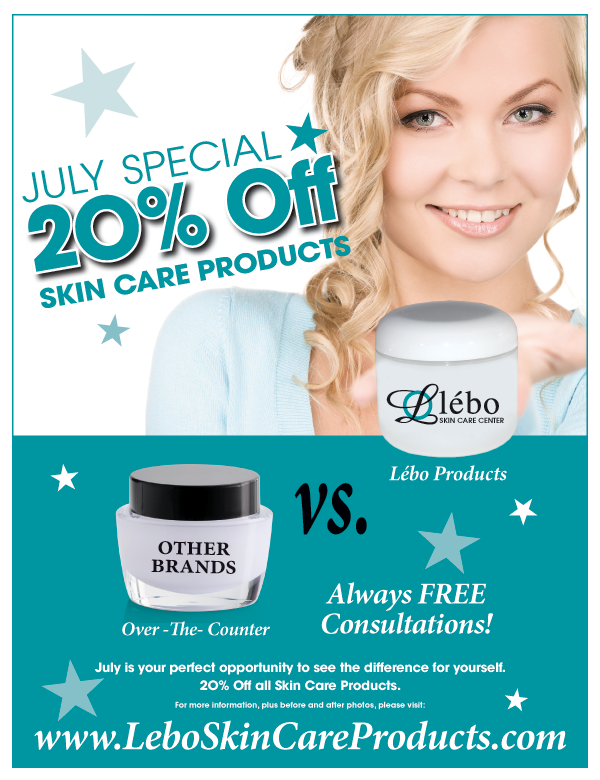 JULY SPECIAL
20% Off
SKIN CARE PRODUCTS
lébo
SKIN CARE CENTER
Lébo Products
vs.
OTHER
BRANDS
Over -The- Counter
Always FREE
Consultations!
July is your perfect opportunity to see the difference for yourself.
20% Off all Skin Care Products.
For more information, plus before and after photos, please visit:
www.LeboSkinCareProducts.com